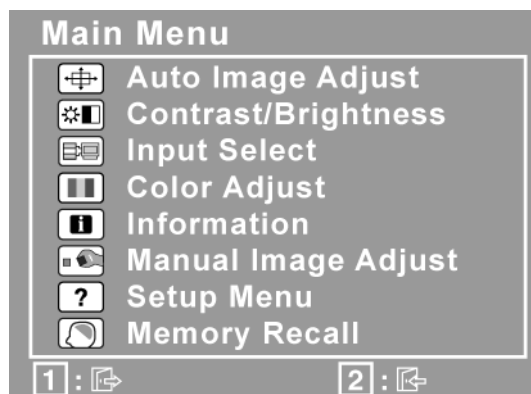 Main Menu
Auto Image Adjust
Contrast/Brightness
Input Select
Color Adjust
i Information
Manual Image Adjust
? Setup Menu
Memory Recall
1 : 2 :